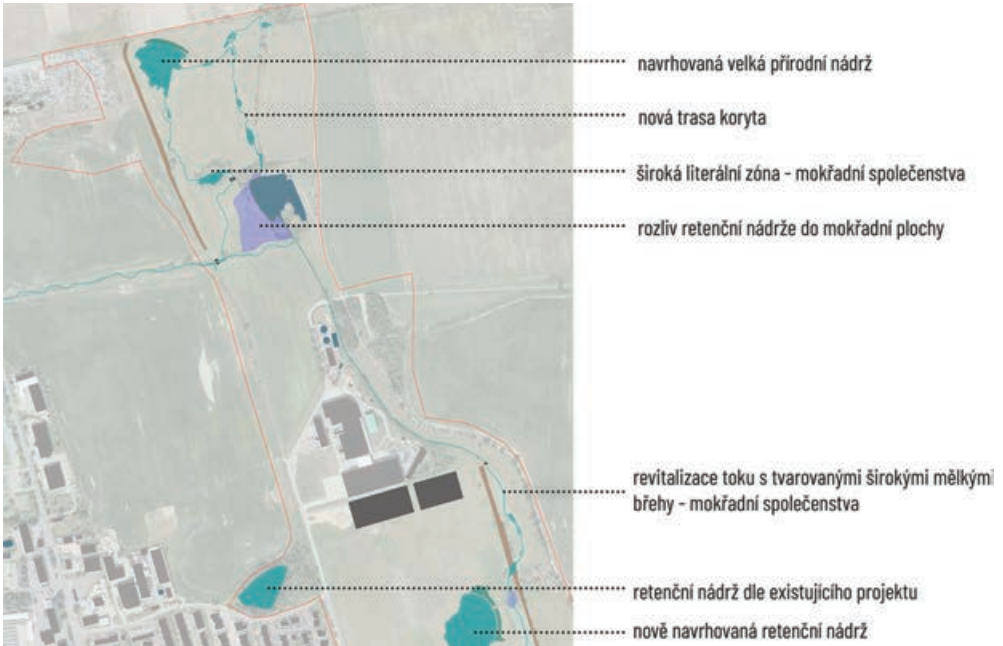 navrhovaná velká přírodní nádrž
nová trasa koryta
široká literální zóna - mokřadní společenstva
rozliv retenční nádrže do mokřadní plochy
revitalizace toku s tvarovanými širokými mělkými
břehy - mokřadní společenstva
retenční nádrž dle existujícího projektu
nově navrhovaná retenční nádrž